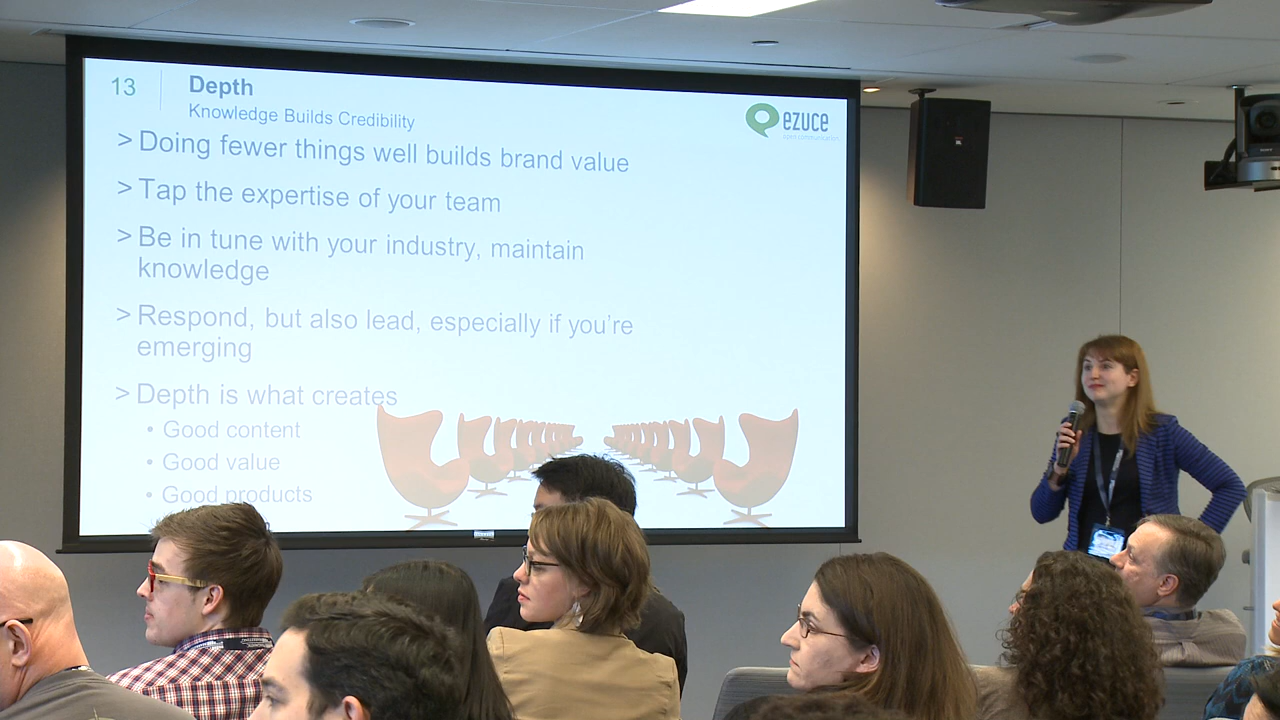 13
Depth
Knowledge Builds Credibility
ezuce
open communication
> Doing fewer things well builds brand value
> Tap the expertise of your team
> Be in tune with your industry, maintain
knowledge
> Respond, but also lead, especially if you're
emerging
> Depth is what creates
• Good content
• Good value
• Good products